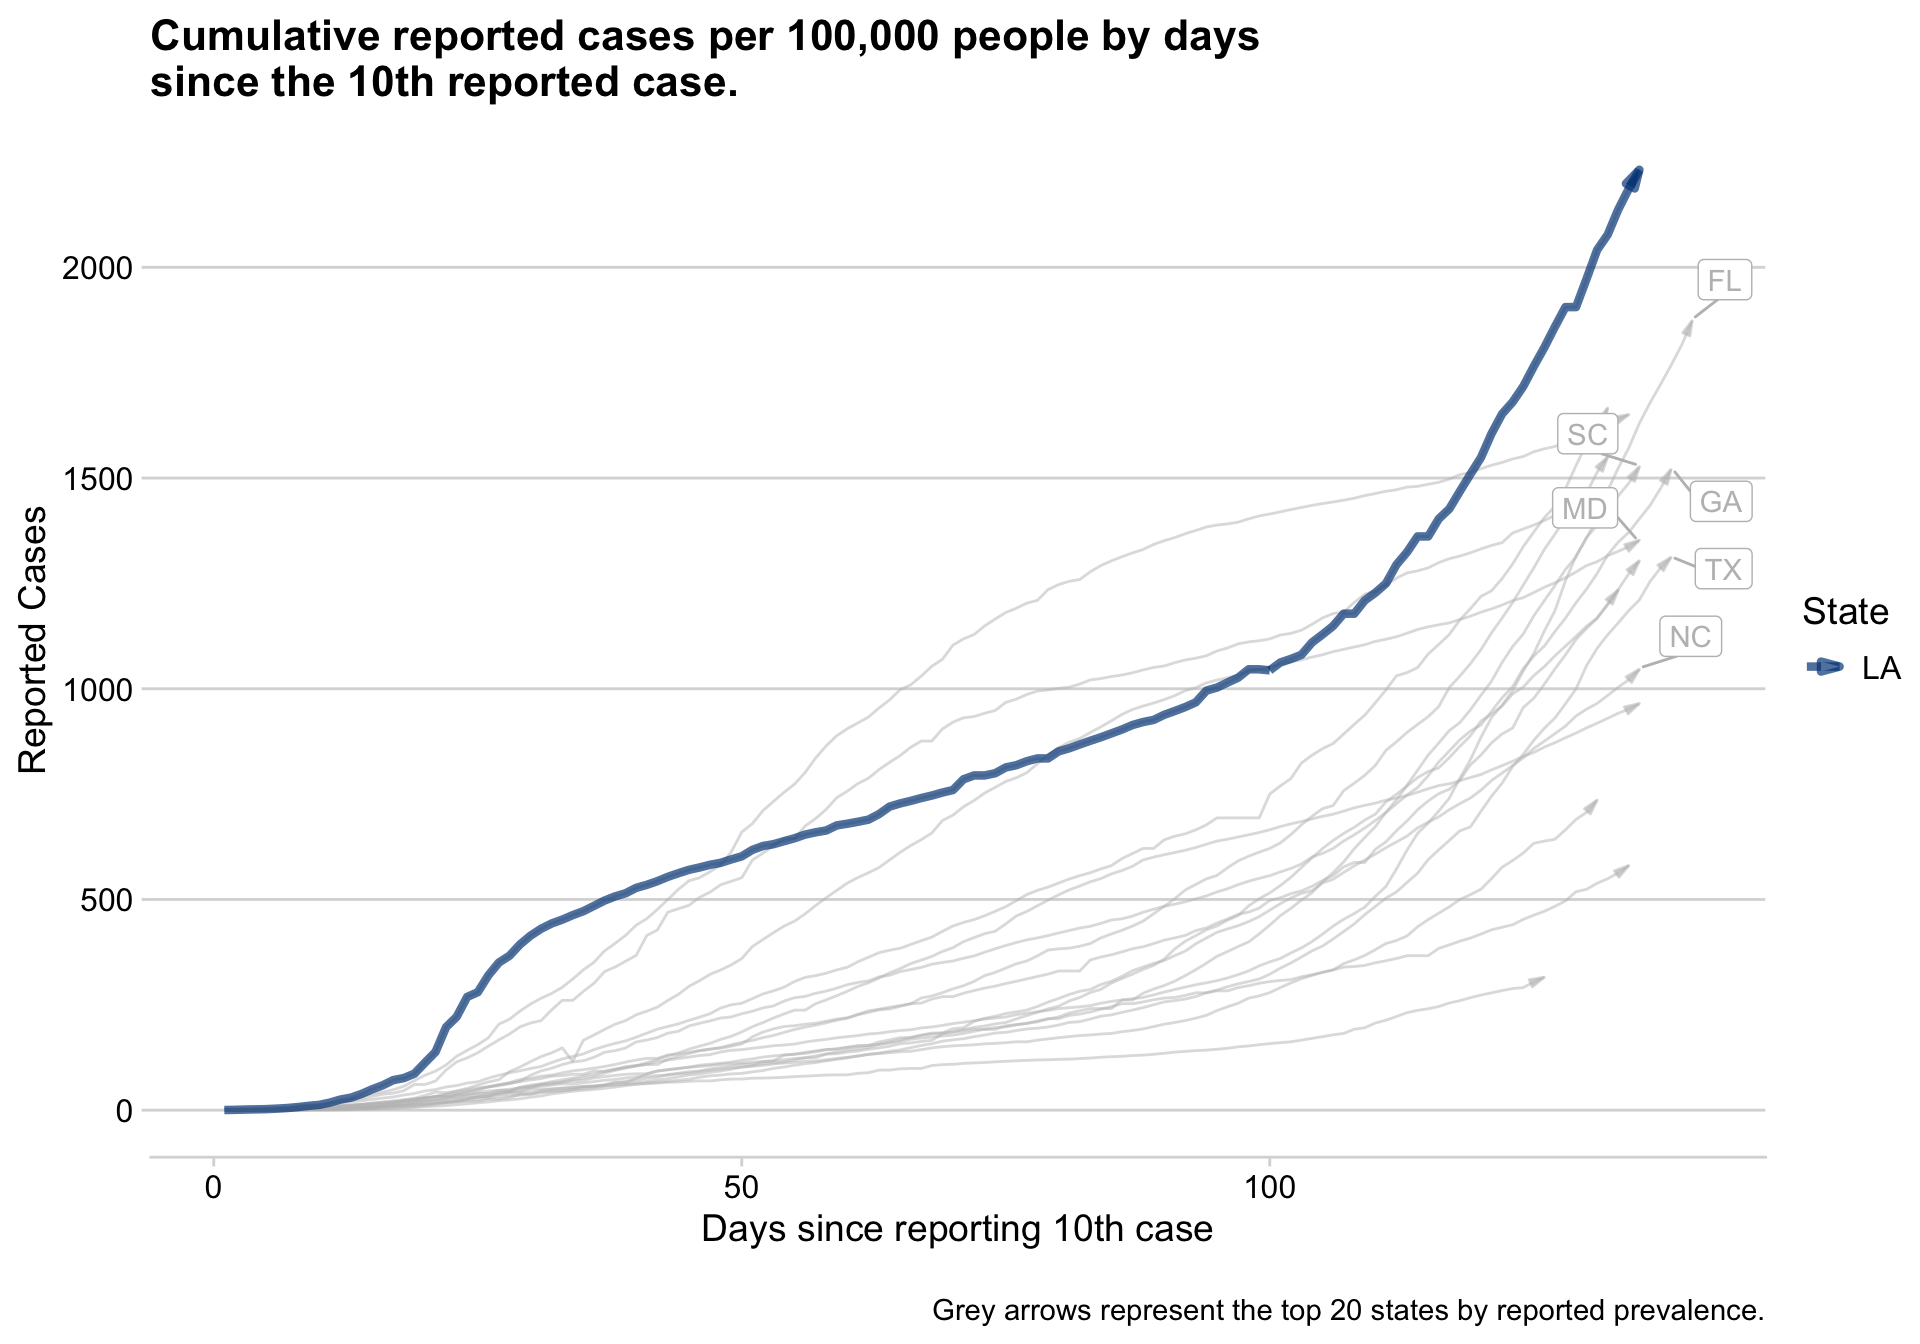 Cumulative reported cases per 100,000 people by days
since the 10th reported case.
2000
1500
1000
500
0
Reported Cases
FL
SC
GA
MD
TX
NC
State
LA
0 50 100
Days since reporting 10th case
Grey arrows represent the top 20 states by reported prevalence.